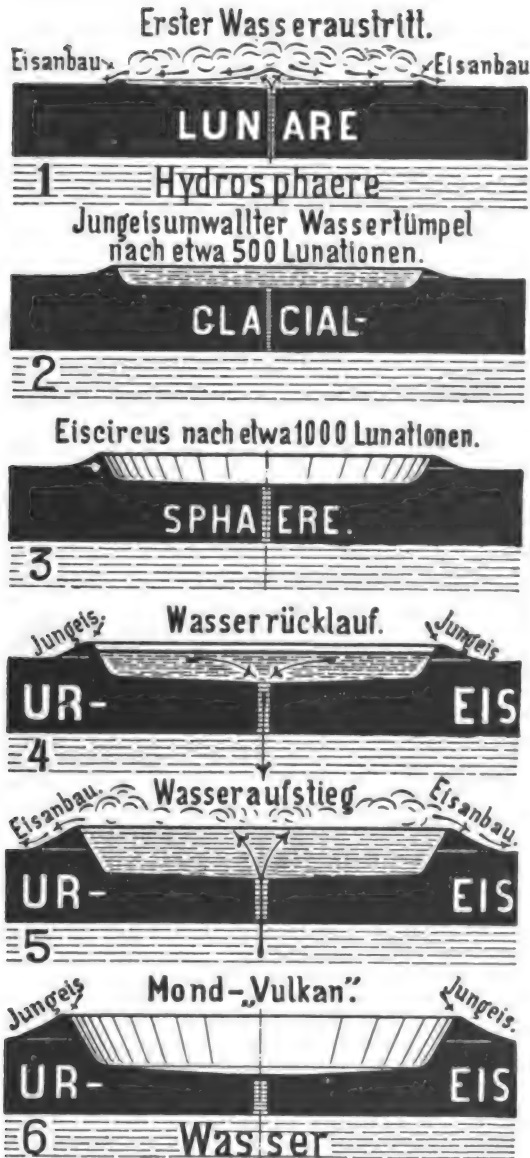 Erster Wasseraustritt.
Eisanbau Eisanbau
LUNARE
1 Hydrosphaere
Jungeisumwallter Wassertümpel
nach etwa 500 Lunationen.
GLACIAL-
2
Eiscircus nach etwa 1000 Lunationen.
SPHAERE.
3
Wasserrücklauf.
Jungeis Jungeis
UR- EIS
4
Wasseraufstieg
Eisanbau. Eisanbau.
UR- EIS
5
Mond-„Vulkan".
Jungeis Jungeis.
UR- EIS
6 Wasser